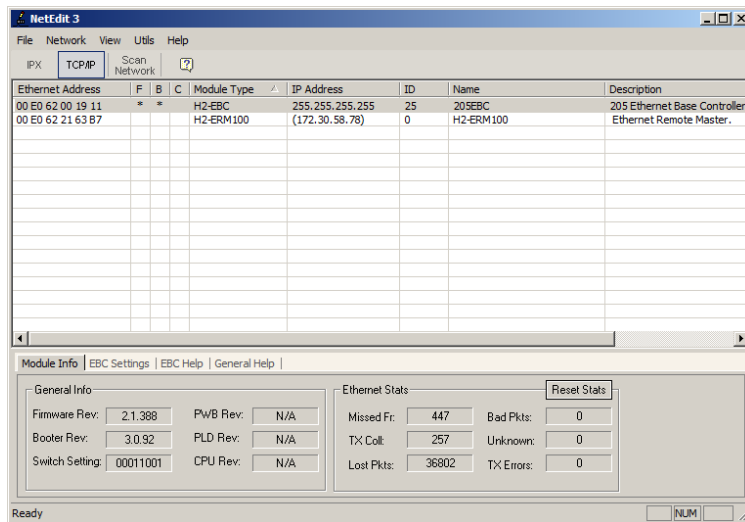 NetEdit 3
File Network View Utils Help
IPX TCP/IP Scan Network
Ethernet Address F B C Module Type IP Address ID Name Description
00 E0 62 00 19 11 * * H2-EBC 255.255.255.255 25 205EBC 205 Ethernet Base Controller
00 E0 62 21 63 B7 H2-ERM100 (172.30.58.78) 0 H2-ERM100 Ethernet Remote Master.
Module Info EBC Settings EBC Help General Help
General Info Ethernet Stats Reset Stats
Firmware Rev: 2.1.388 PWB Rev: N/A Missed Fr: 447 Bad Pkts: 0
Booter Rev: 3.0.92 PLD Rev: N/A TX Coll: 257 Unknown: 0
Switch Setting: 00011001 CPU Rev: N/A Lost Pkts: 36802 TX Errors: 0
Ready NUM